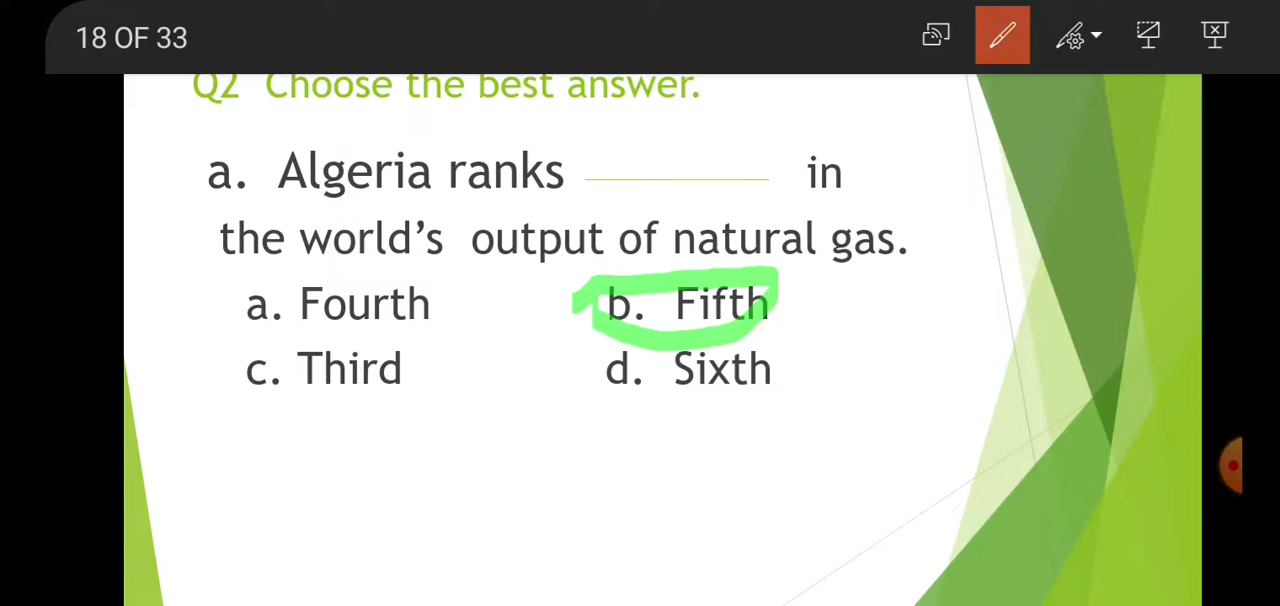 18 OF 33
Q2 Choose the best answer.
a. Algeria ranks ________ in
the world’s output of natural gas.
a. Fourth b. Fifth
c. Third d. Sixth